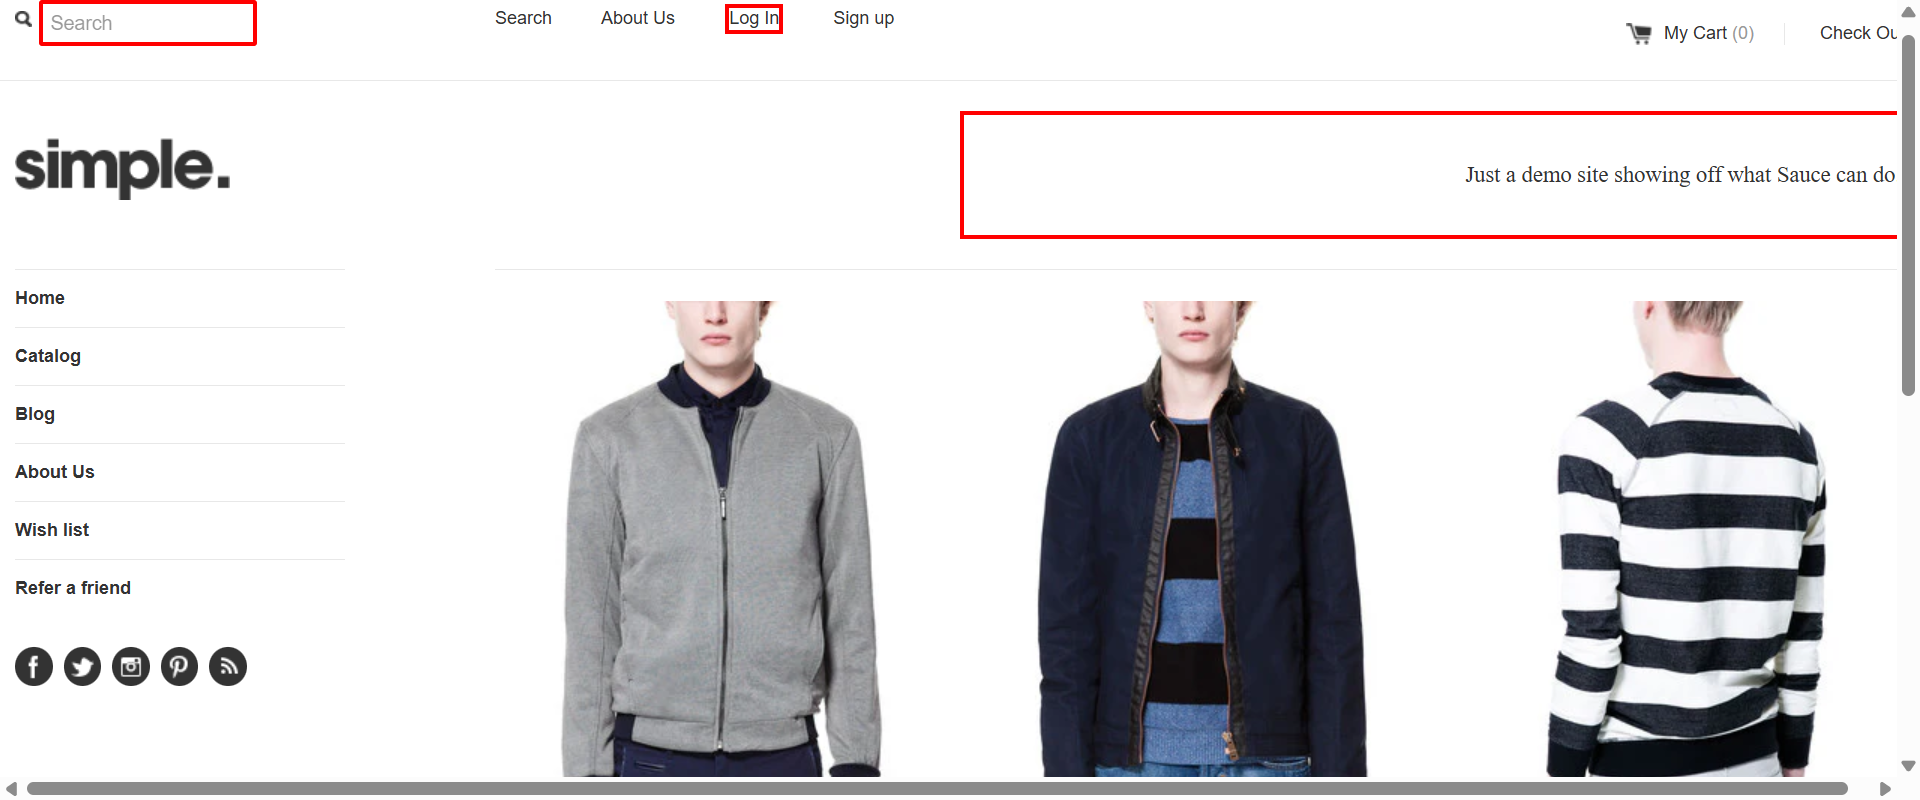 Search
Search
About Us
Log In
Sign up
My Cart (0)
Check Ou
simple.
Just a demo site showing off what Sauce can do
Home
Catalog
Blog
About Us
Wish list
Refer a friend